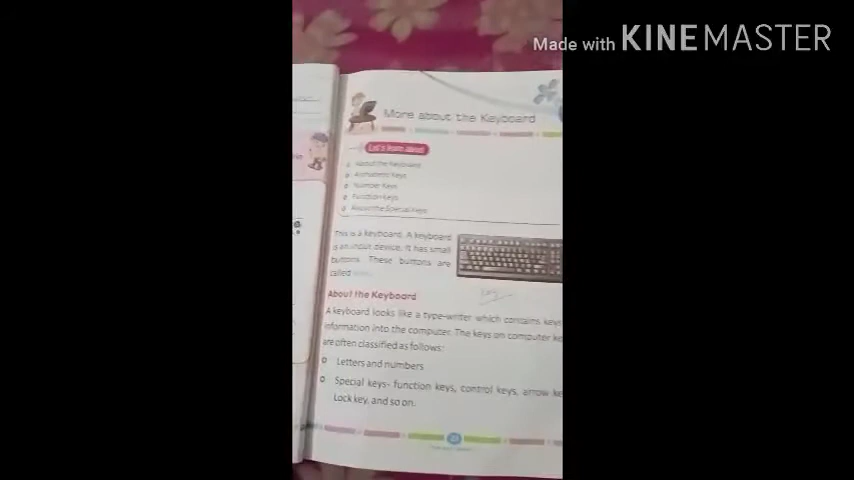 Made with KINEMASTER
More about the Keyboard
Let's learn about
About the Keyboard
Alphabetic Keys
Number Keys
Function Keys
About the Special Keys
This is a keyboard. A keyboard
is an input device. It has small
buttons. These buttons are
called
About the Keyboard
A keyboard looks like a type-writer which contains keys
information into the computer. The keys on computer ke
are often classified as follows:
Letters and numbers
Special keys- function keys, control keys, arrow ke
Lock key, and so on.